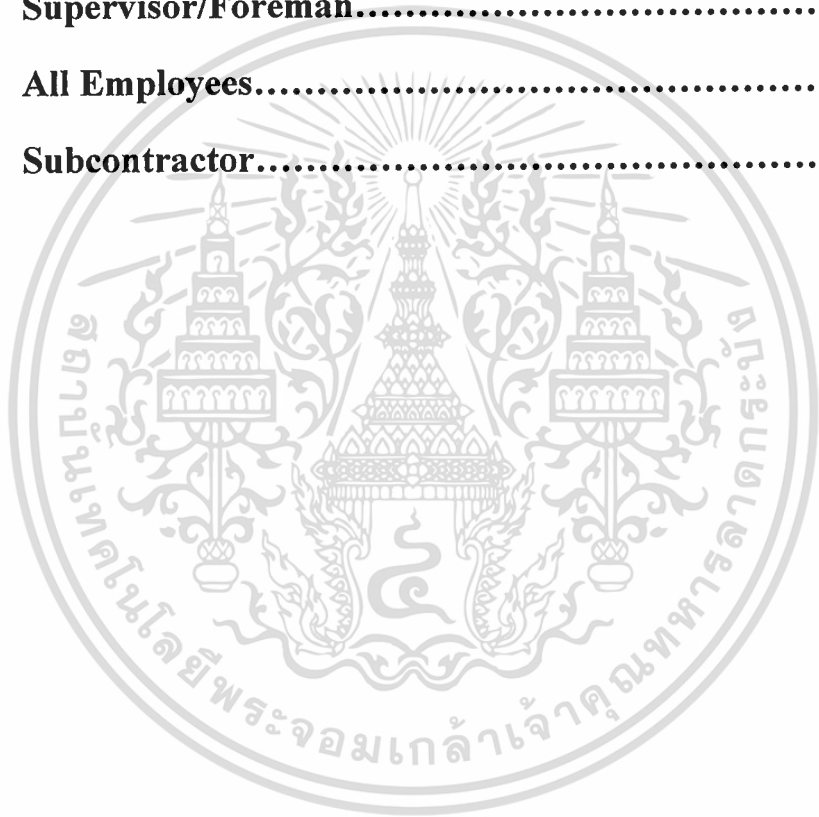 Supervisor/Foreman......................................
All Employees..............................................
Subcontractor..............................................
สถาบันเทคโนโลยีพระจอมเกล้าเจ้าคุณทหารลาดกระบัง
๔